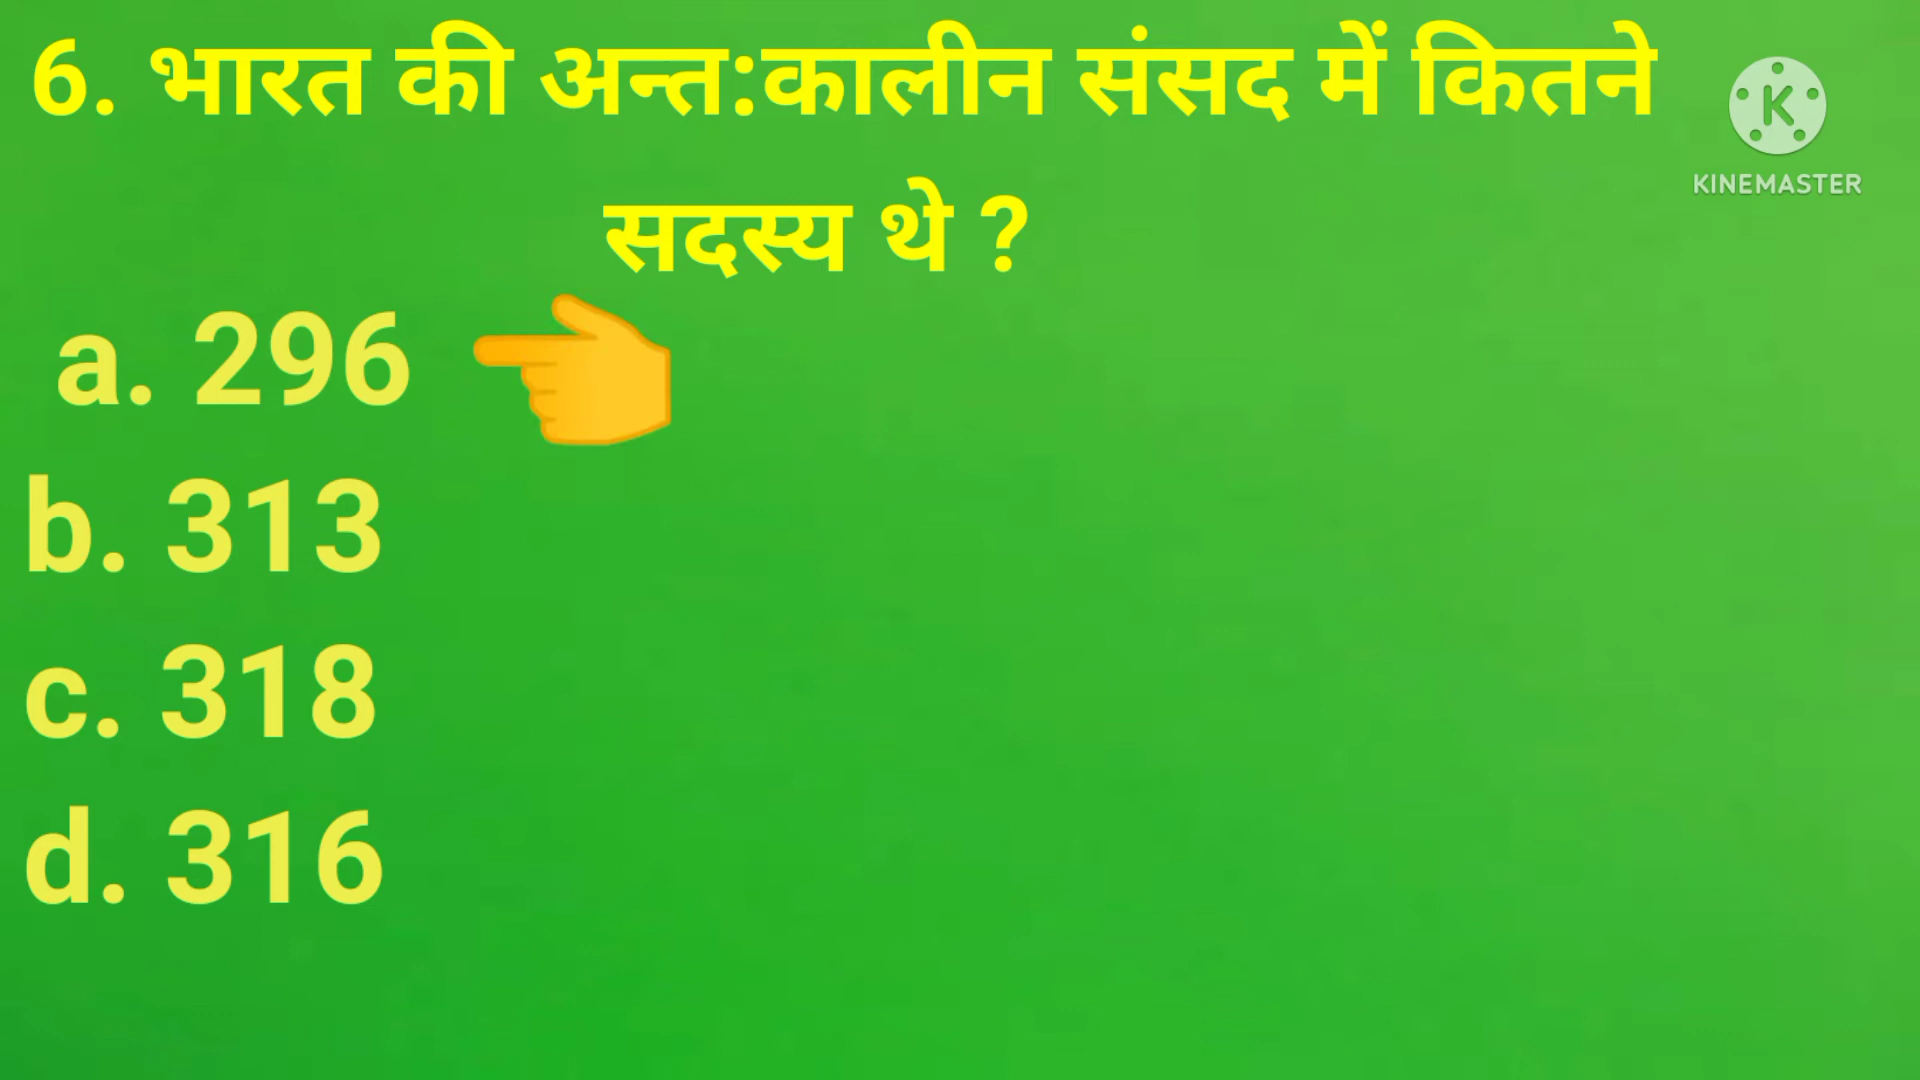 6. भारत की अन्त:कालीन संसद में कितने
सदस्य थे ?
KINEMASTER
a. 296
b. 313
c. 318
d. 316